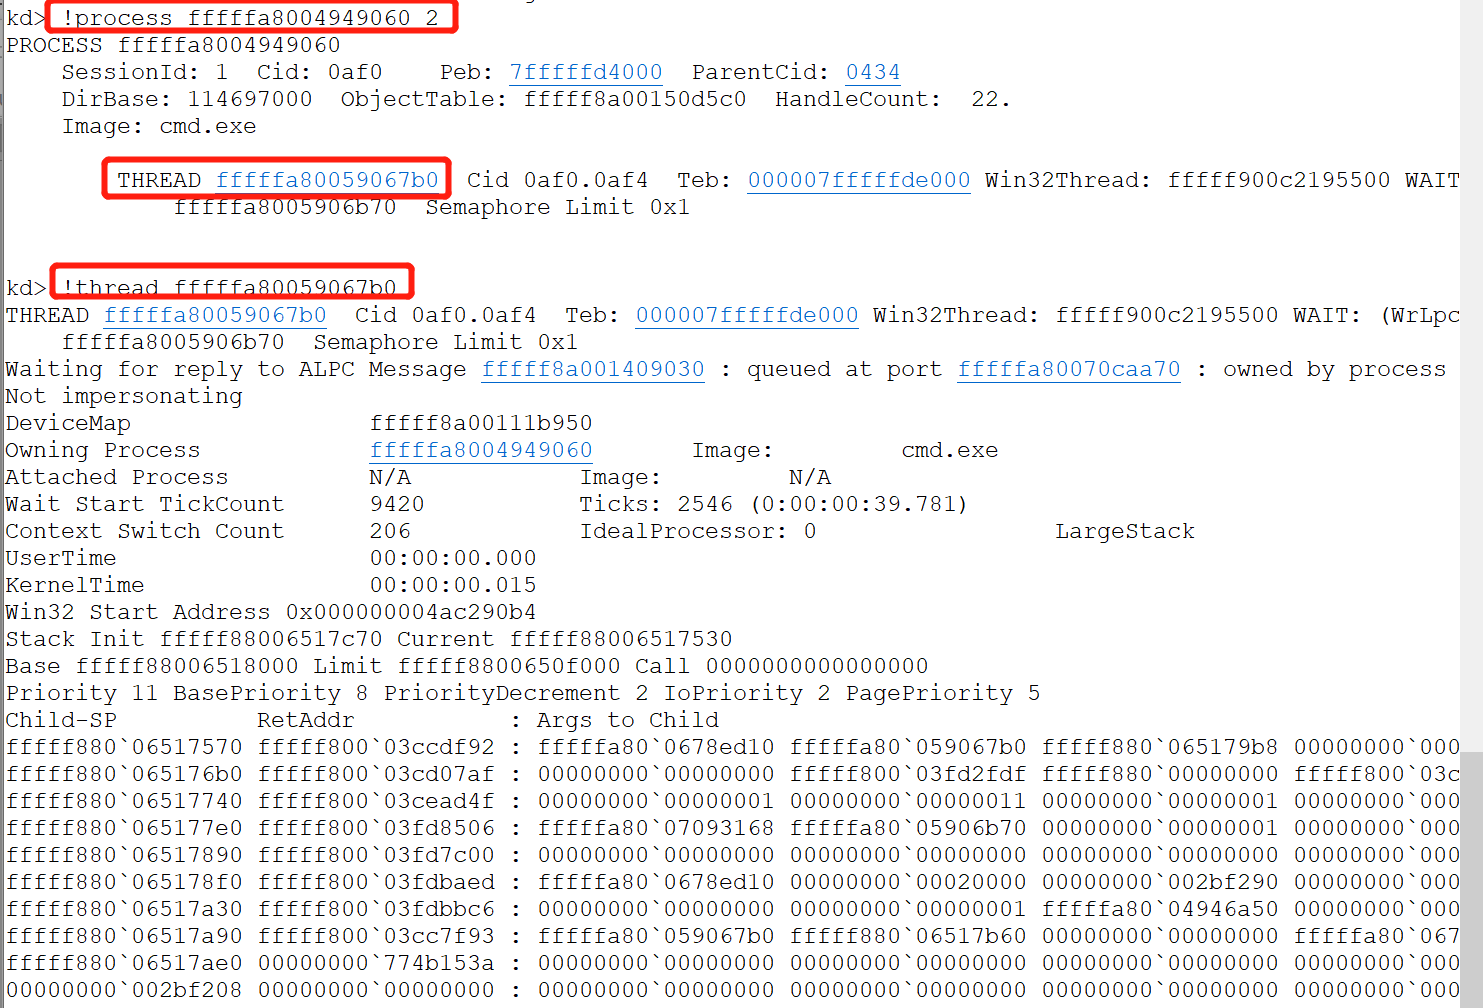 kd> !process fffffa8004949060 2
PROCESS fffffa8004949060
SessionId: 1 Cid: 0af0 Peb: 7fffffd4000 ParentCid: 0434
DirBase: 114697000 ObjectTable: fffff8a00150d5c0 HandleCount: 22.
Image: cmd.exe
THREAD fffffa80059067b0 Cid 0af0.0af4 Teb: 000007fffffde000 Win32Thread: fffff900c2195500 WAIT
fffffa8005906b70 Semaphore Limit 0x1
kd> !thread fffffa80059067b0
THREAD fffffa80059067b0 Cid 0af0.0af4 Teb: 000007fffffde000 Win32Thread: fffff900c2195500 WAIT: (WrLpc
fffffa8005906b70 Semaphore Limit 0x1
Waiting for reply to ALPC Message fffff8a001409030 : queued at port fffffa80070caa70 : owned by process
Not impersonating
DeviceMap fffff8a00111b950
Owning Process fffffa8004949060 Image: cmd.exe
Attached Process N/A Image: N/A
Wait Start TickCount 9420 Ticks: 2546 (0:00:00:39.781)
Context Switch Count 206 IdealProcessor: 0 LargeStack
UserTime 00:00:00.000
KernelTime 00:00:00.015
Win32 Start Address 0x000000004ac290b4
Stack Init fffff88006517c70 Current fffff88006517530
Base fffff88006518000 Limit fffff8800650f000 Call 0000000000000000
Priority 11 BasePriority 8 PriorityDecrement 2 IoPriority 2 PagePriority 5
Child-SP RetAddr : Args to Child
fffff880`06517570 fffff800`03ccdf92 : fffffa80`0678ed10 fffffa80`059067b0 fffff880`065179b8 00000000`000
fffff880`065176b0 fffff800`03cd07af : 00000000`00000000 fffff800`03fd2fdf fffff880`00000000 fffff800`03c
fffff880`06517740 fffff800`03cead4f : 00000000`00000001 00000000`00000011 00000000`00000001 00000000`000
fffff880`065177e0 fffff800`03fd8506 : fffffa80`07093168 fffffa80`05906b70 00000000`00000001 00000000`000
fffff880`06517890 fffff800`03fd7c00 : 00000000`00000000 00000000`00000000 00000000`00000000 00000000`000
fffff880`065178f0 fffff800`03fdbaed : fffffa80`0678ed10 00000000`00020000 00000000`002bf290 00000000`000
fffff880`06517a30 fffff800`03fdbbc6 : 00000000`00000000 00000000`00000001 fffffa80`04946a50 00000000`000
fffff880`06517a90 fffff800`03cc7f93 : fffffa80`059067b0 fffff880`06517b60 00000000`00000000 fffffa80`067
fffff880`06517ae0 00000000`774b153a : 00000000`00000000 00000000`00000000 00000000`00000000 00000000`000
00000000`002bf208 00000000`00000000 : 00000000`00000000 00000000`00000000 00000000`00000000 00000000`000